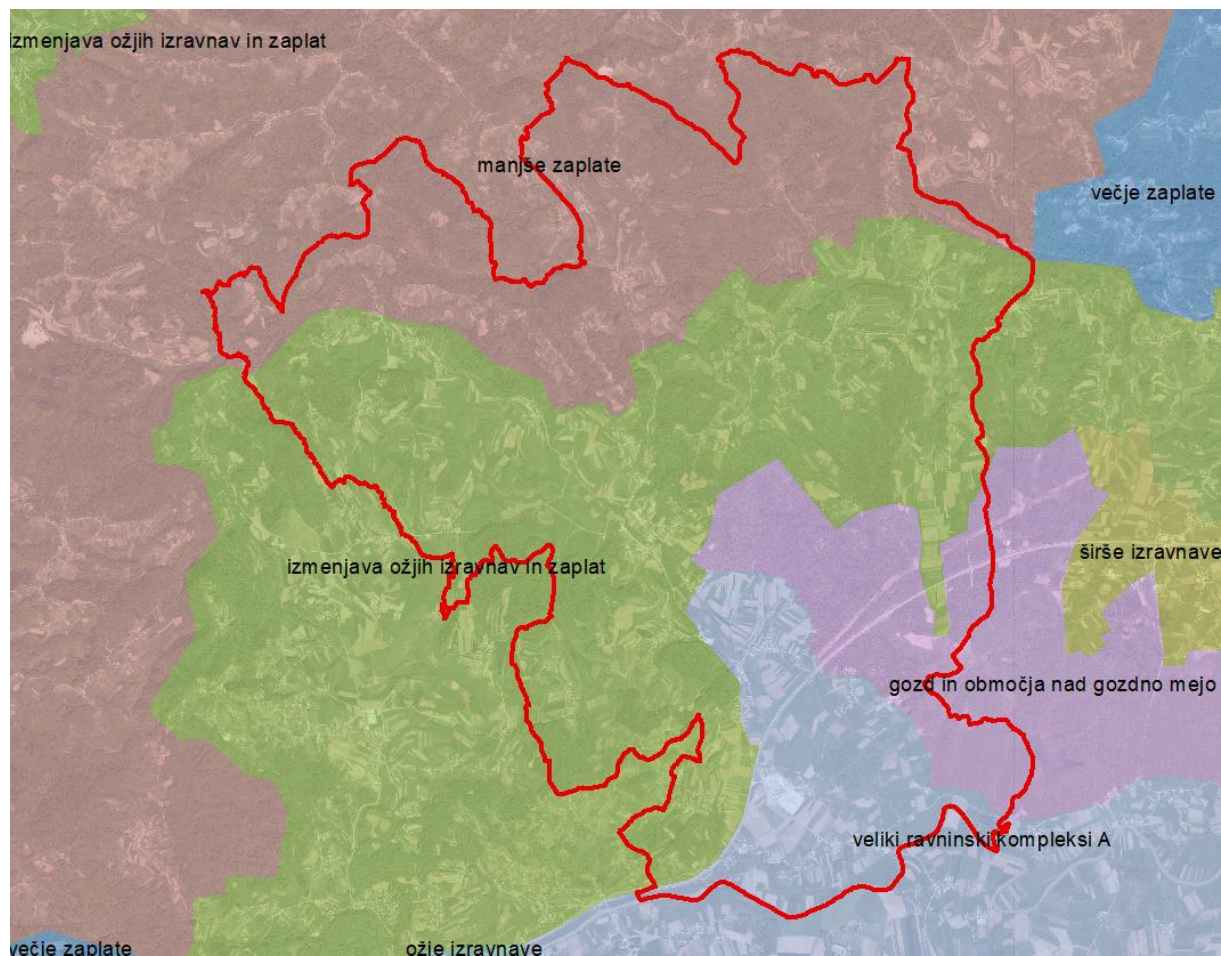 izmenjava ožjih izravnav in zaplat
manjše zaplate
večje zaplate
širše izravnave
izmenjava ožjih izravnav in zaplat
gozd in območja nad gozdno mejo
veliki ravninski kompleksi A
večje zaplate
ožje izravnave